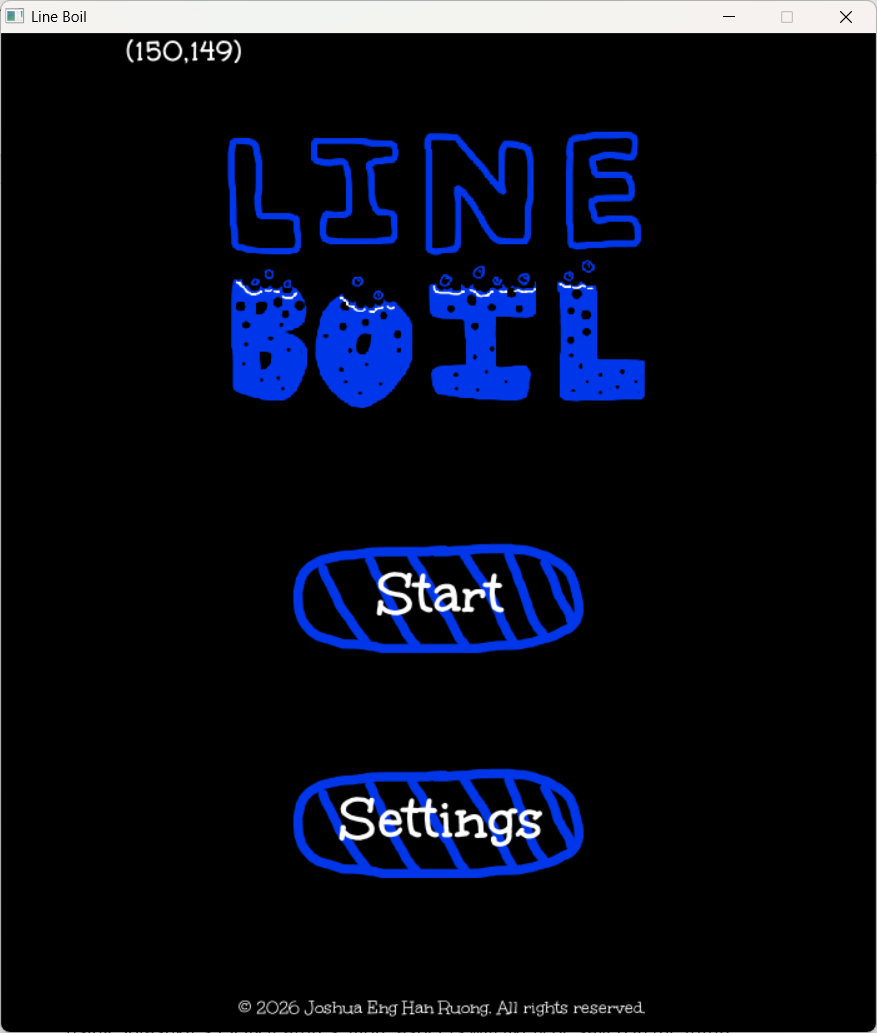 Line Boil
(150,149)
LINE
BOIL
Start
Settings
© 2026 Joshua Eng Han Ruong. All rights reserved.